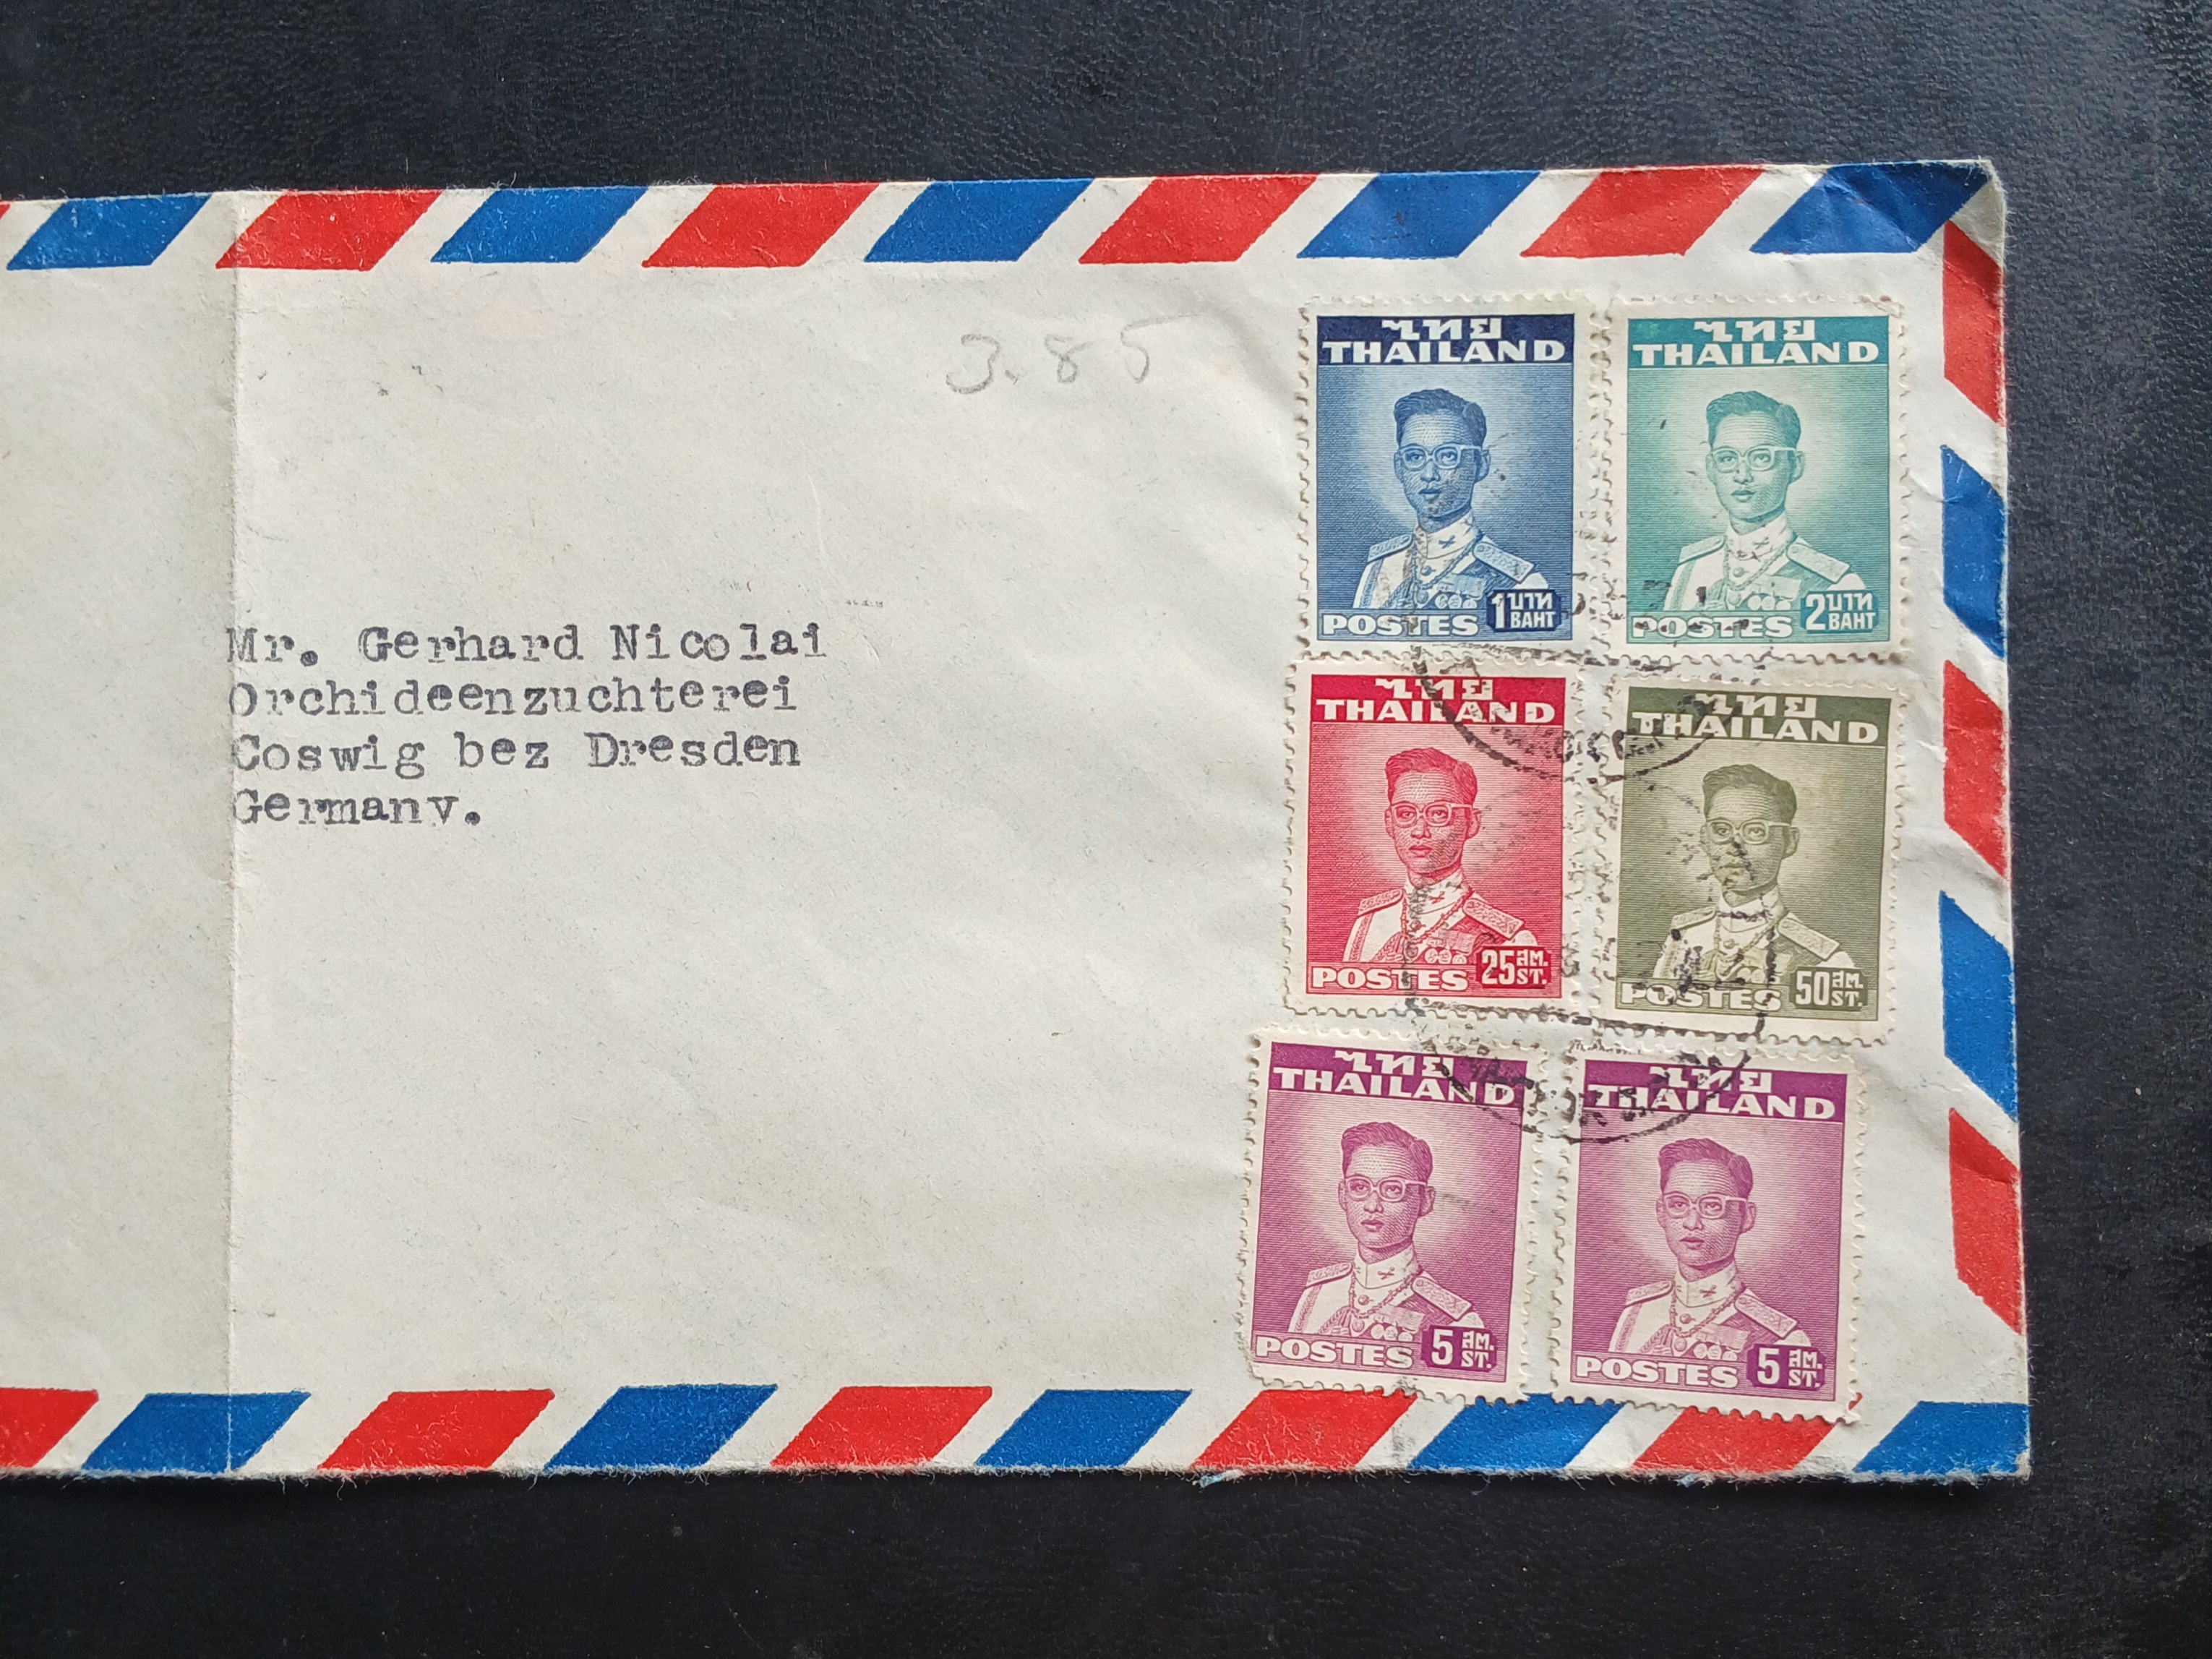 3.85
Mr. Gerhard Nicolai
Orchideenzuchterei
Coswig bez Dresden
Germany.
ไทย
THAILAND
POSTES 1 บาท BAHT
ไทย
THAILAND
POSTES 2 บาท BAHT
ไทย
THAILAND
POSTES 25 สต. ST.
ไทย
THAILAND
POSTES 50 สต. ST.
ไทย
THAILAND
POSTES 5 สต. ST.
ไทย
THAILAND
POSTES 5 สต. ST.